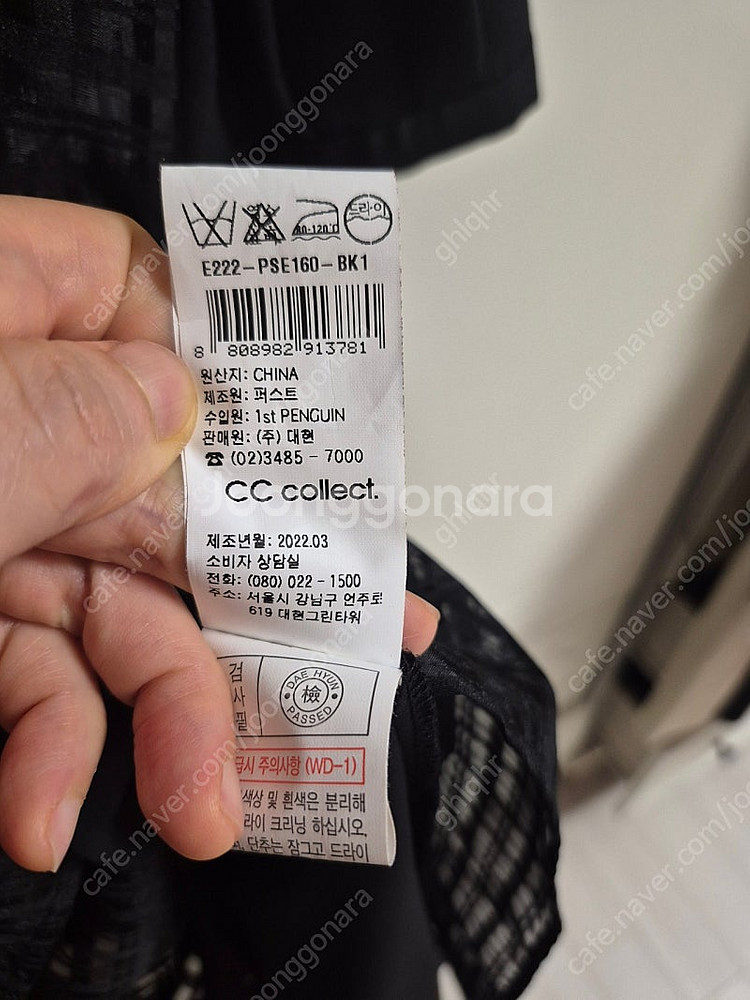 드라이
80-120℃
E222-PSE160-BK1
8 808982 913781
원산지: CHINA
제조원: 퍼스트
수입원: 1st PENGUIN
판매원: (주) 대현
☎ (02)3485-7000
CC collect.
joonggonara
제조년월: 2022.03
소비자 상담실
전화: (080) 022-1500
주소: 서울시 강남구 언주로
619 대현그린타워
검사필
DAE HYUN
檢
PASSED
급시 주의사항 (WD-1)
색상 및 흰색은 분리해
라이 크리닝 하십시오.
단추는 잠그고 드라이
cafe.naver.com/joonggonara
ghlqhr